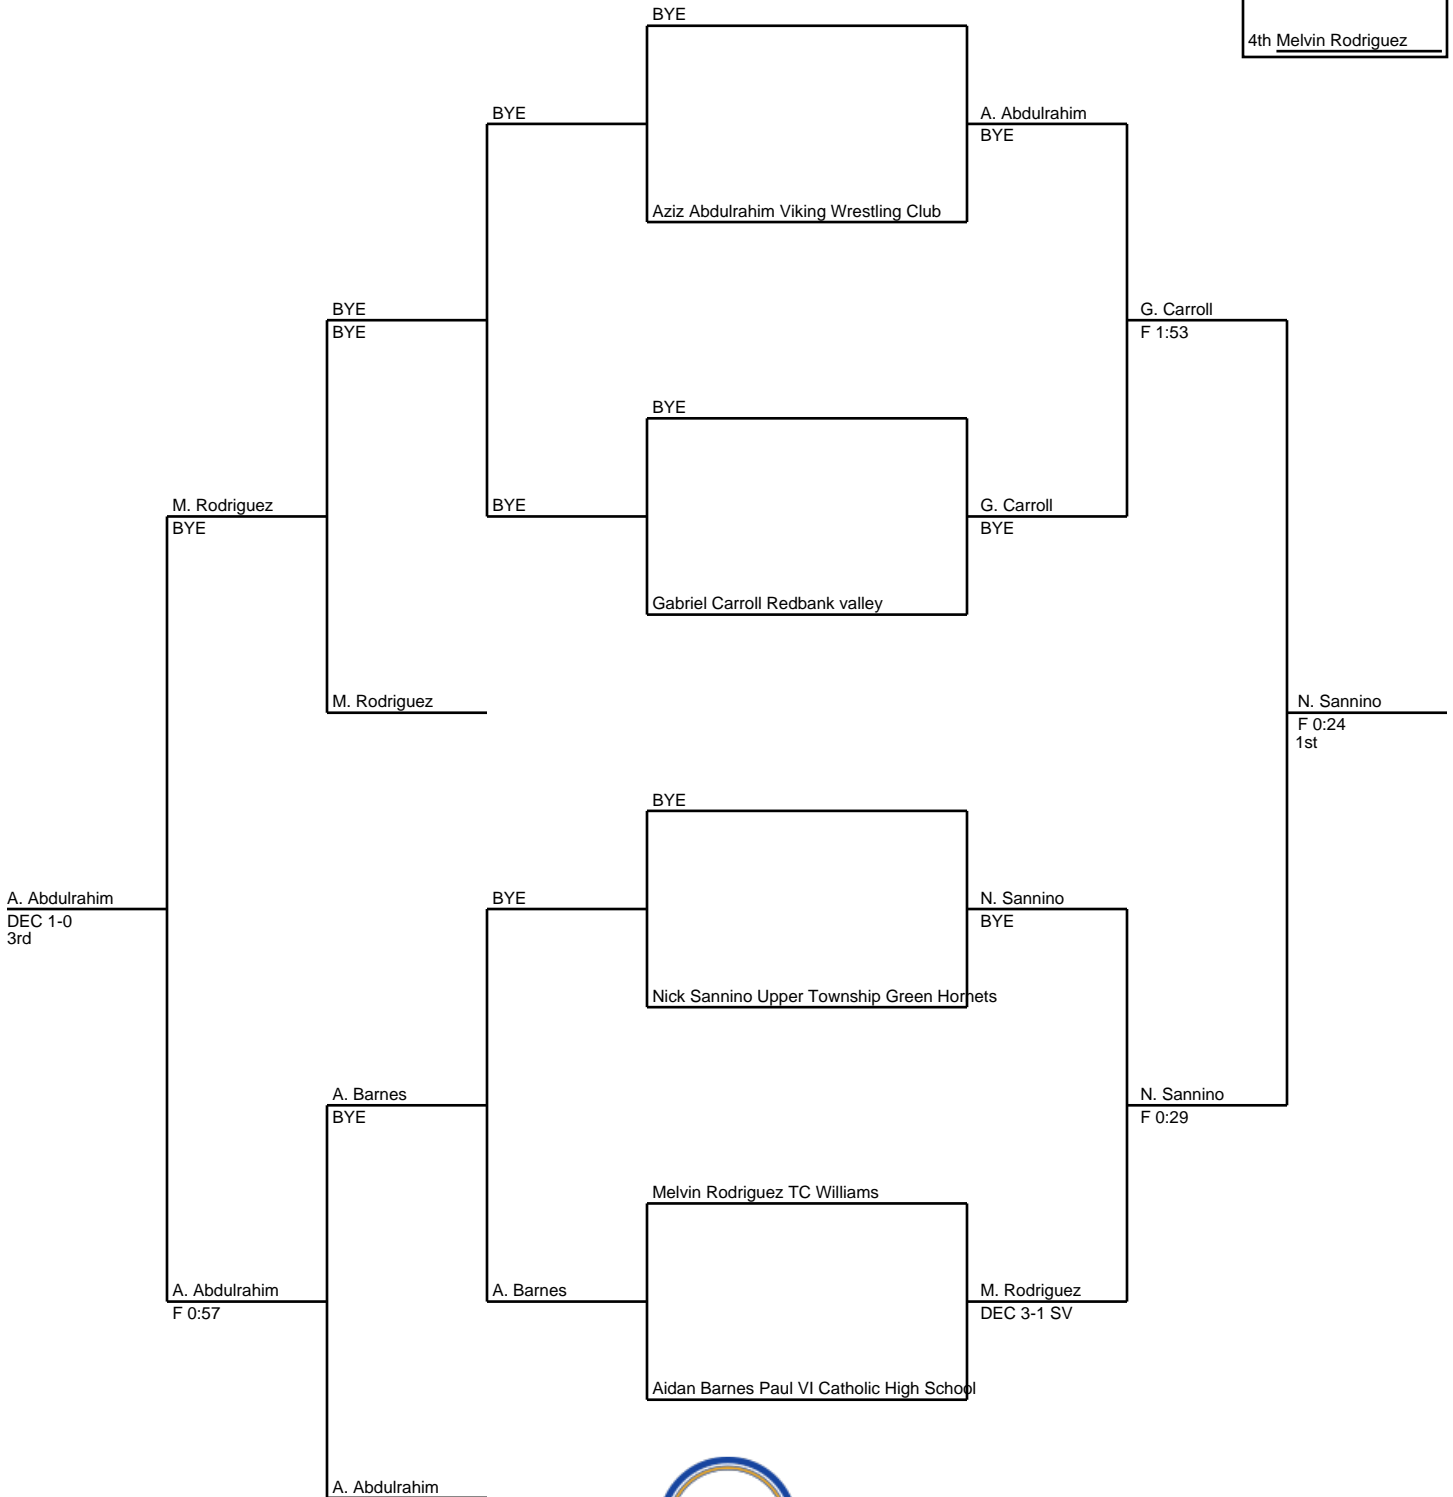 BYE
4th Melvin Rodriguez
BYE
A. Abdulrahim
BYE
Aziz Abdulrahim Viking Wrestling Club
BYE
BYE
G. Carroll
F 1:53
BYE
M. Rodriguez
BYE
BYE
G. Carroll
BYE
Gabriel Carroll Redbank valley
M. Rodriguez
N. Sannino
F 0:24
1st
BYE
A. Abdulrahim
DEC 1-0
3rd
BYE
N. Sannino
BYE
Nick Sannino Upper Township Green Hornets
A. Barnes
BYE
N. Sannino
F 0:29
Melvin Rodriguez TC Williams
A. Abdulrahim
F 0:57
A. Barnes
M. Rodriguez
DEC 3-1 SV
Aidan Barnes Paul VI Catholic High School
A. Abdulrahim